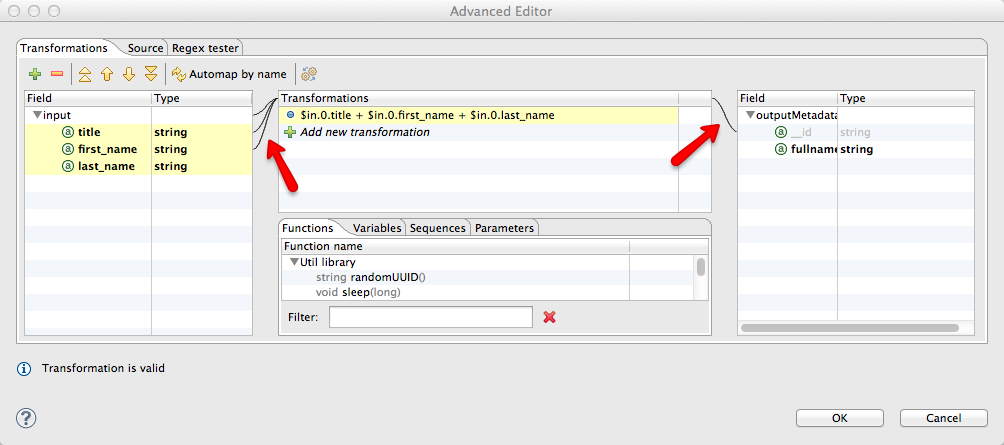 Advanced Editor
Transformations Source Regex tester
Automap by name
Field Type
input
title string
first_name string
last_name string
Transformations
$in.0.title + $in.0.first_name + $in.0.last_name
Add new transformation
Functions Variables Sequences Parameters
Function name
Util library
string randomUUID()
void sleep(long)
Filter:
Field Type
outputMetadata
__id string
fullname string
Transformation is valid
OK Cancel